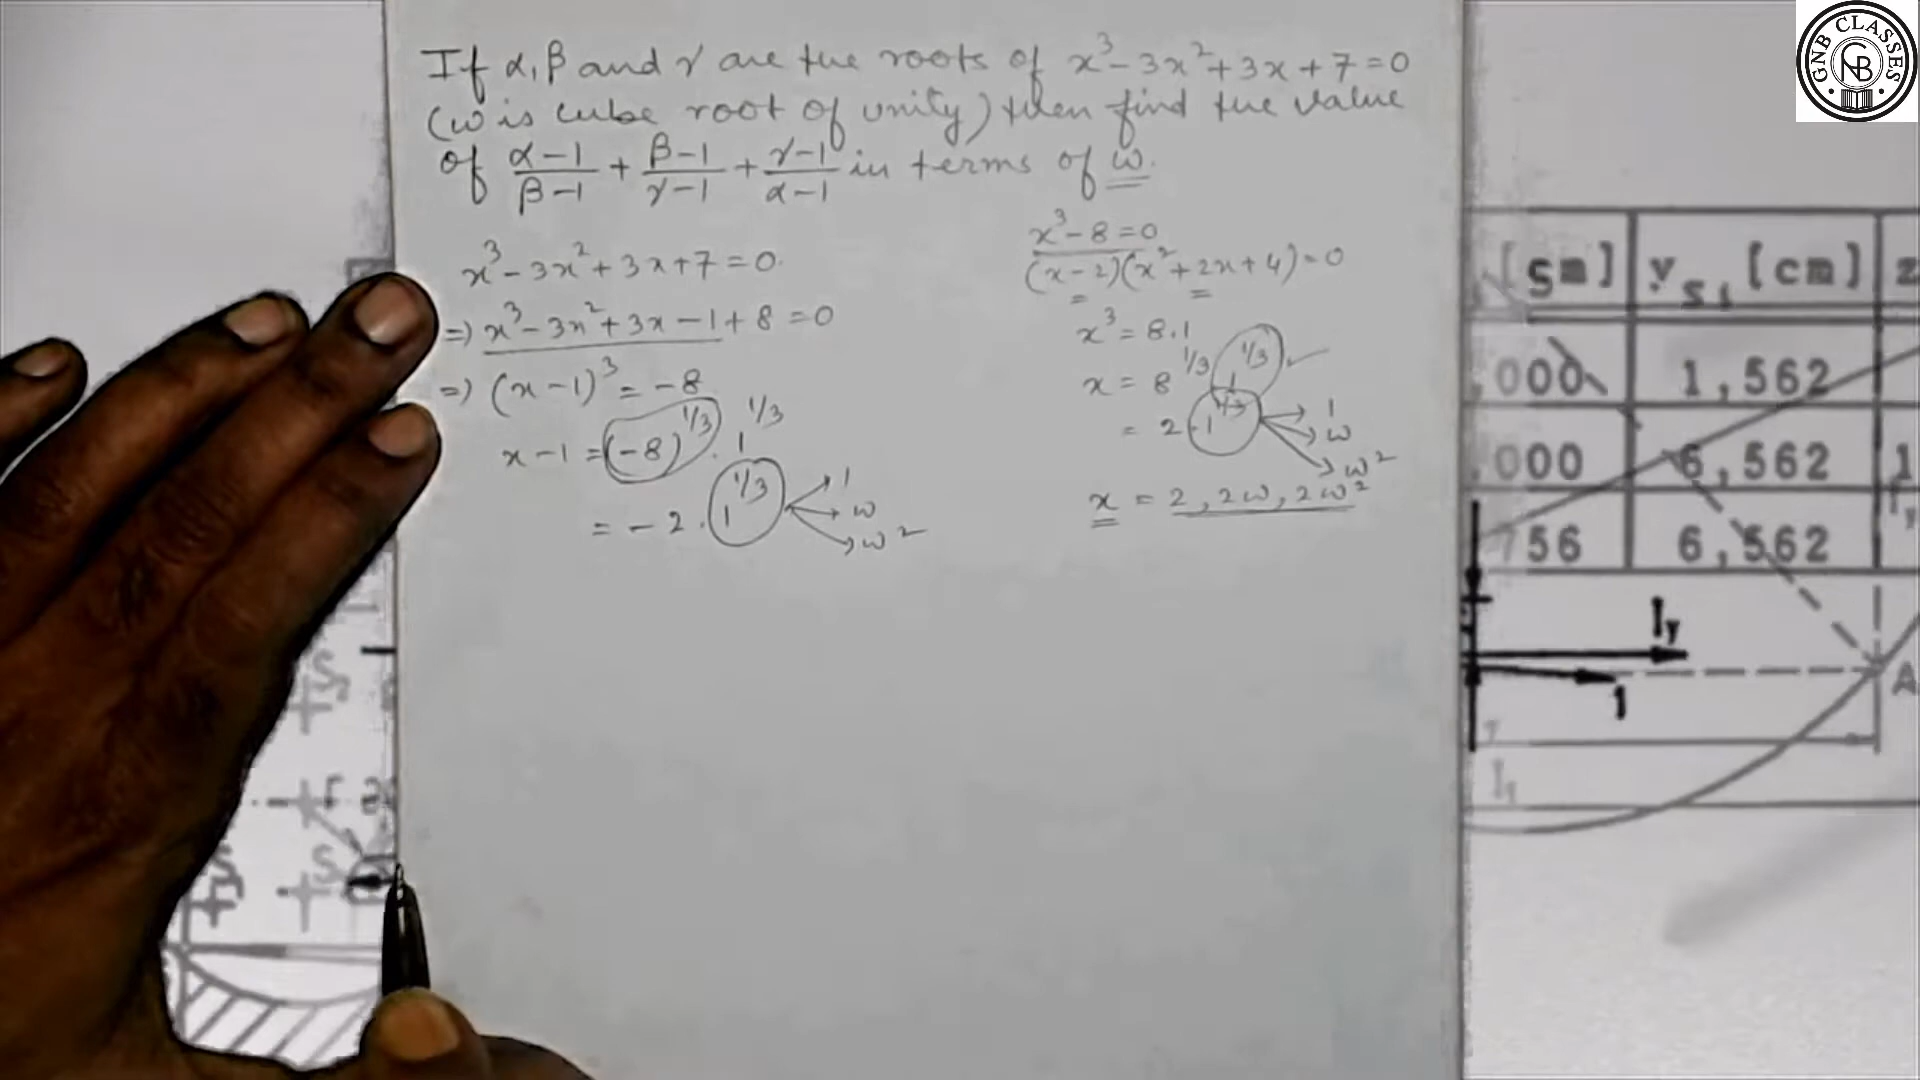 If α, β and γ are the roots of x³-3x²+3x+7=0
(ω is cube root of unity) then find the value
of (α-1)/(β-1) + (β-1)/(γ-1) + (γ-1)/(α-1) in terms of ω.
x³-3x²+3x+7=0.
=) x³-3x²+3x-1+8=0
=) (x-1)³=-8
x-1=(-8)^1/3 . 1^1/3
= -2 . 1^1/3
1
ω
ω²
x³-8=0
(x-2)(x²+2x+4)=0
x³=8.1
x=8^1/3 1^1/3
= 2.1^1/3
1
ω
ω²
x = 2, 2ω, 2ω²
GNB CLASSES
GNB
[cm]
000 1,562
000 6,562 1
756 6,562
Iy
1
A